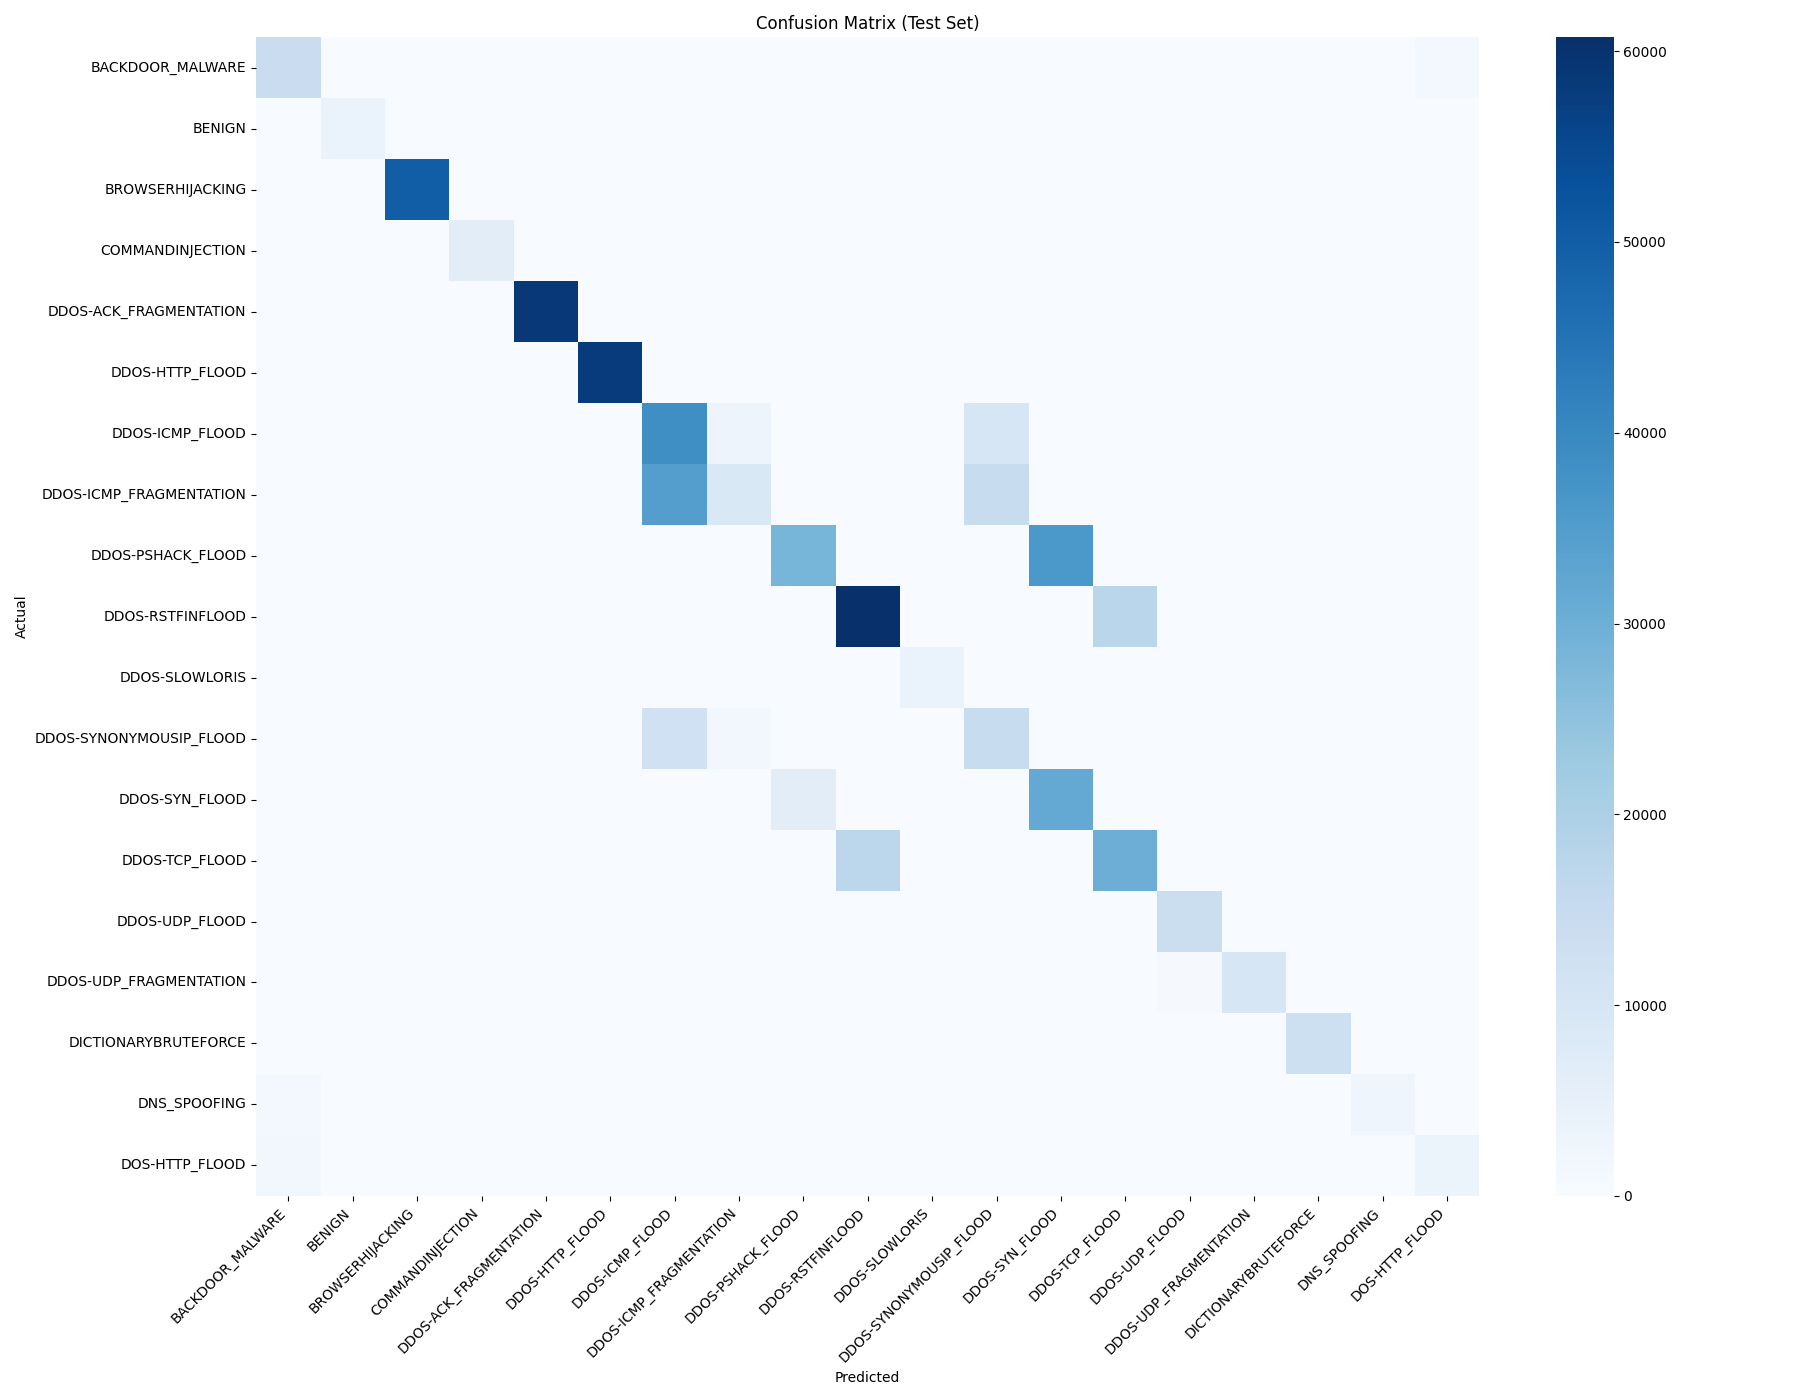 Confusion Matrix (Test Set)
Actual
BACKDOOR_MALWARE
BENIGN
BROWSERHIJACKING
COMMANDINJECTION
DDOS-ACK_FRAGMENTATION
DDOS-HTTP_FLOOD
DDOS-ICMP_FLOOD
DDOS-ICMP_FRAGMENTATION
DDOS-PSHACK_FLOOD
DDOS-RSTFINFLOOD
DDOS-SLOWLORIS
DDOS-SYNONYMOUSIP_FLOOD
DDOS-SYN_FLOOD
DDOS-TCP_FLOOD
DDOS-UDP_FLOOD
DDOS-UDP_FRAGMENTATION
DICTIONARYBRUTEFORCE
DNS_SPOOFING
DOS-HTTP_FLOOD
BACKDOOR_MALWARE
BENIGN
BROWSERHIJACKING
COMMANDINJECTION
DDOS-ACK_FRAGMENTATION
DDOS-HTTP_FLOOD
DDOS-ICMP_FLOOD
DDOS-ICMP_FRAGMENTATION
DDOS-PSHACK_FLOOD
DDOS-RSTFINFLOOD
DDOS-SLOWLORIS
DDOS-SYNONYMOUSIP_FLOOD
DDOS-SYN_FLOOD
DDOS-TCP_FLOOD
DDOS-UDP_FLOOD
DDOS-UDP_FRAGMENTATION
DICTIONARYBRUTEFORCE
DNS_SPOOFING
DOS-HTTP_FLOOD
Predicted
60000
50000
40000
30000
20000
10000
0